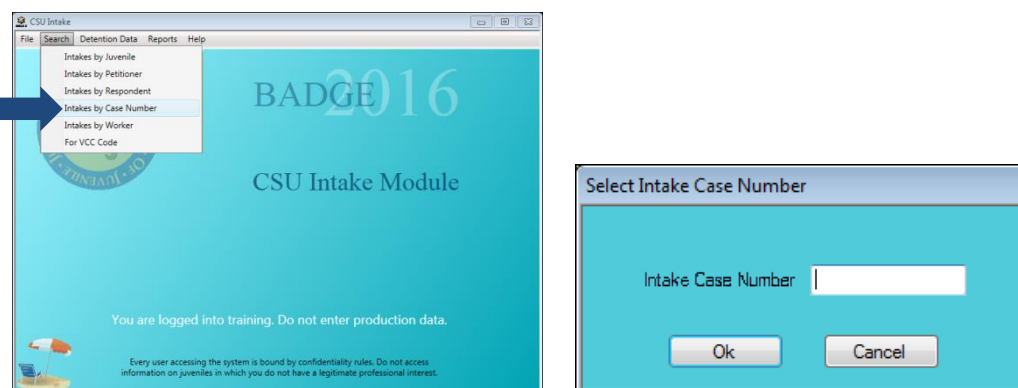 CSU Intake
File Search Detention Data Reports Help
Intakes by Juvenile
Intakes by Petitioner
Intakes by Respondent
Intakes by Case Number
Intakes by Worker
For VCC Code
BADGE 2016
OF JUVENILE
CSU Intake Module
You are logged into training. Do not enter production data.
Every user accessing the system is bound by confidentiality rules. Do not access
information on juveniles in which you do not have a legitimate professional interest.
Select Intake Case Number
Intake Case Number
Ok Cancel